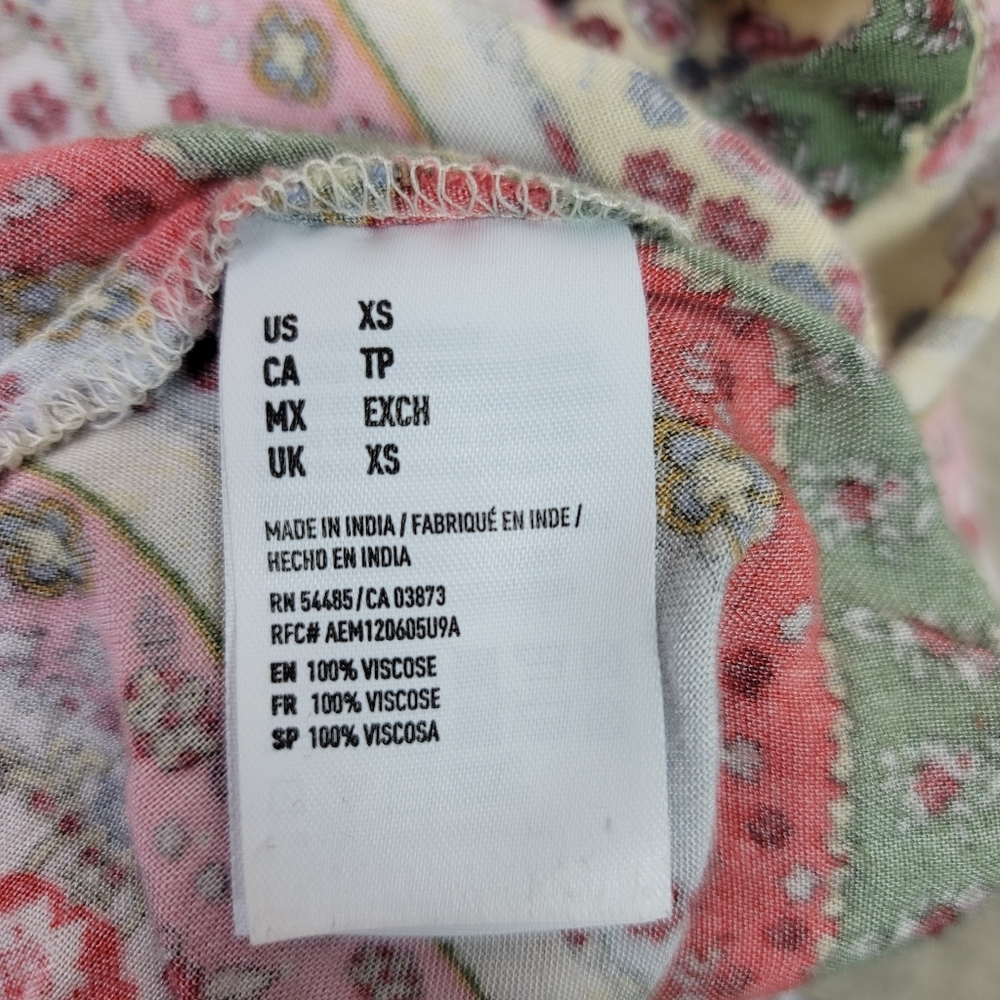 US XS
CA TP
MX EXCH
UK XS
MADE IN INDIA / FABRIQUÉ EN INDE /
HECHO EN INDIA
RN 54485 / CA 03873
RFC# AEM120605U9A
EN 100% VISCOSE
FR 100% VISCOSE
SP 100% VISCOSA